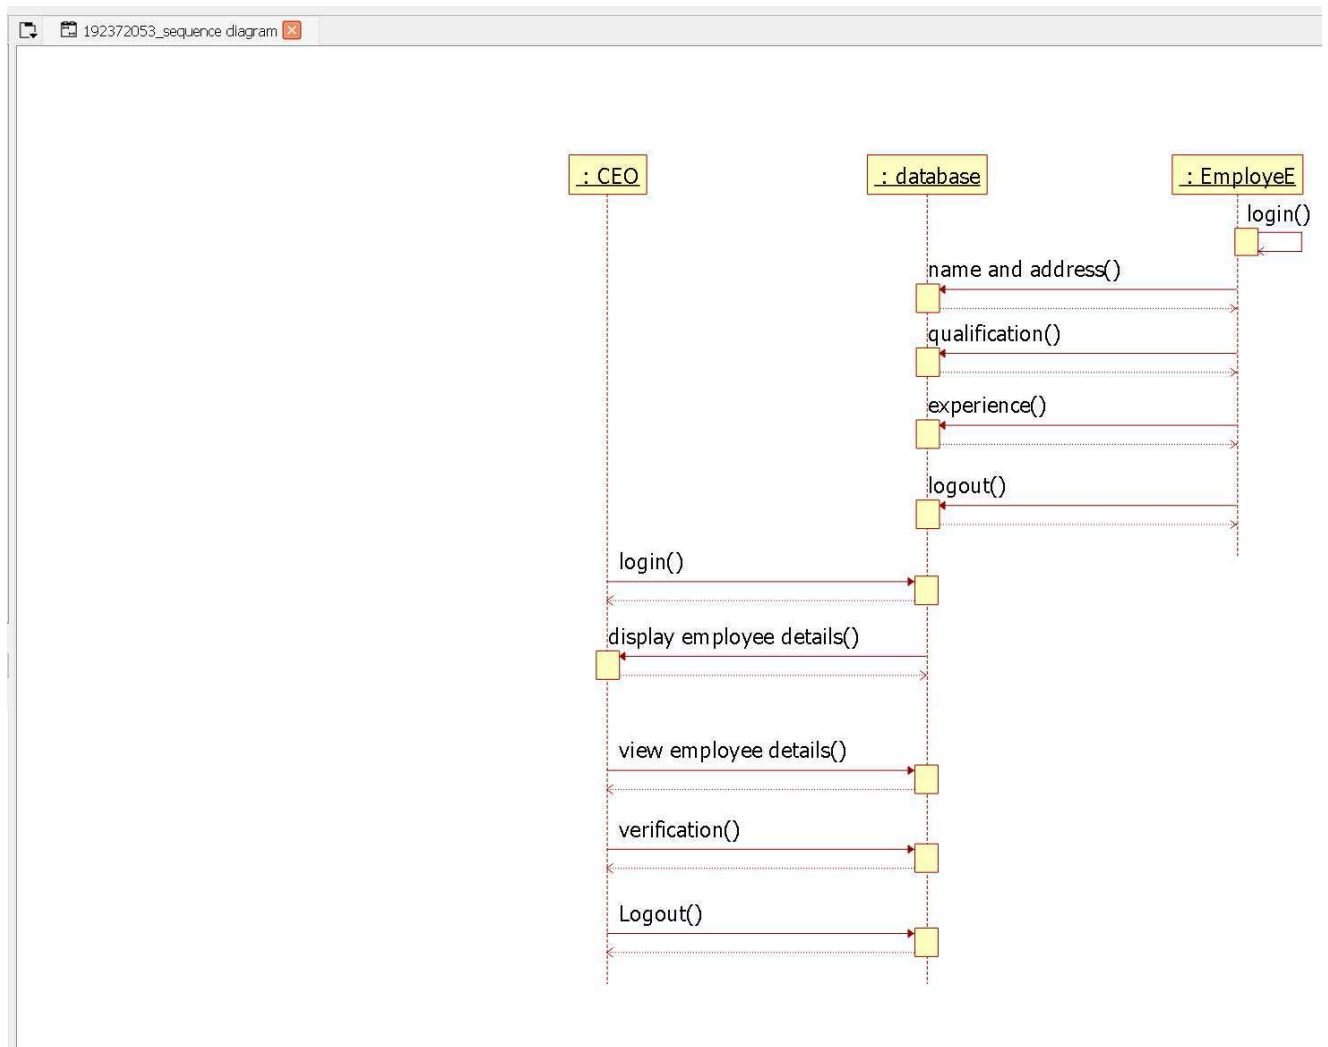 192372053_sequence diagram
: CEO
: database
: EmployeE
login()
name and address()
qualification()
experience()
logout()
login()
display employee details()
view employee details()
verification()
Logout()